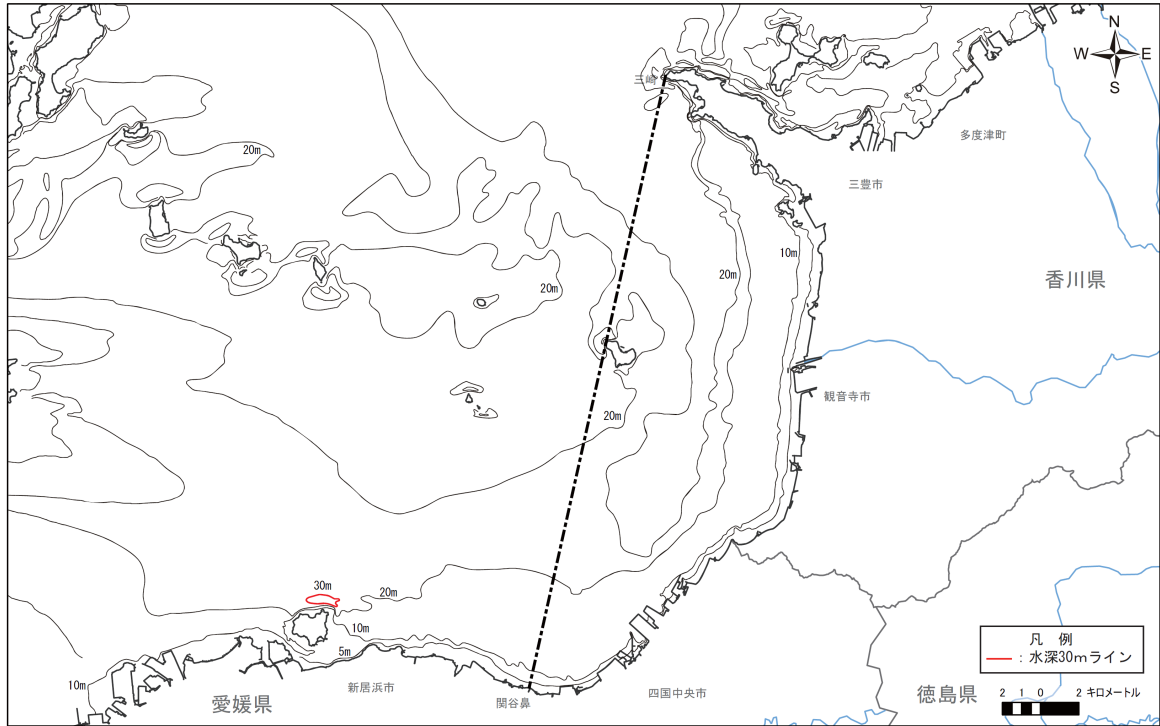 N
W E
S
三崎
多度津町
20m
三豊市
10m
20m
香川県
20m
20m
観音寺市
20m
30m
20m
10m
5m
凡 例
: 水深30mライン
10m
新居浜市
関谷鼻
四国中央市
愛媛県
徳島県
2 1 0 2 キロメートル